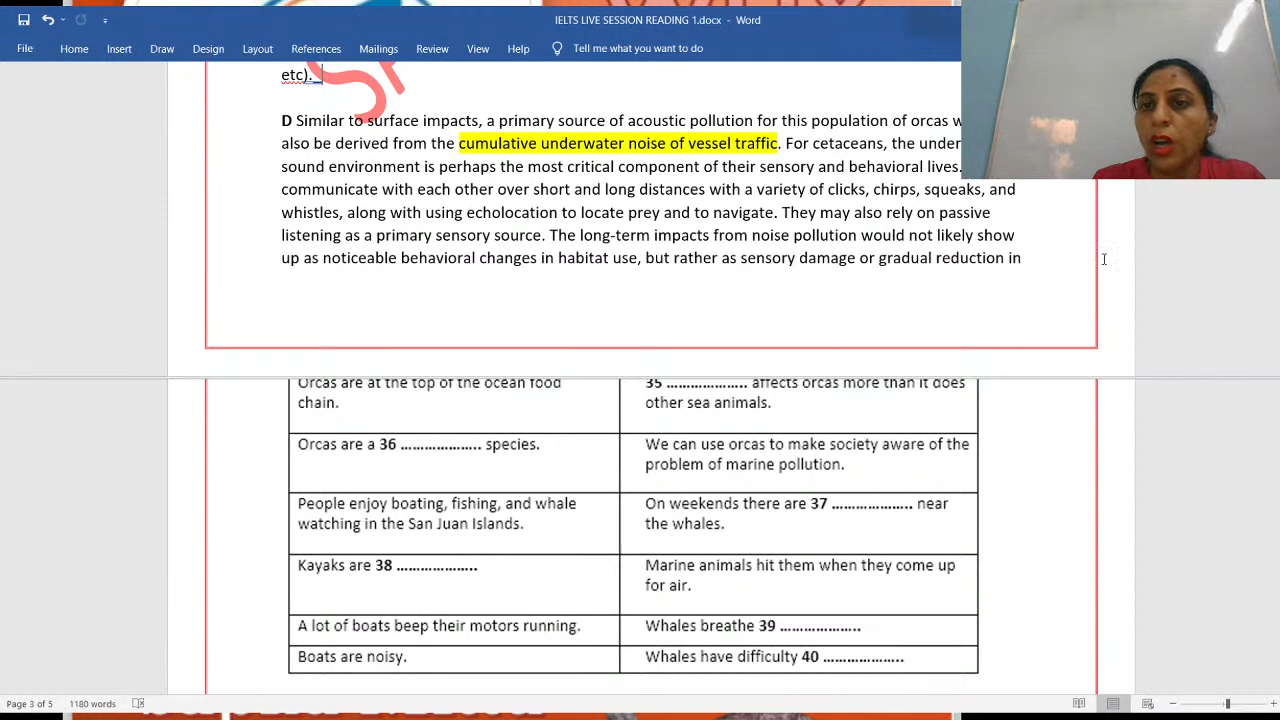 IELTS LIVE SESSION READING 1.docx - Word
File Home Insert Draw Design Layout References Mailings Review View Help Tell me what you want to do
etc).
D Similar to surface impacts, a primary source of acoustic pollution for this population of orcas w
also be derived from the cumulative underwater noise of vessel traffic. For cetaceans, the under
sound environment is perhaps the most critical component of their sensory and behavioral lives.
communicate with each other over short and long distances with a variety of clicks, chirps, squeaks, and
whistles, along with using echolocation to locate prey and to navigate. They may also rely on passive
listening as a primary sensory source. The long-term impacts from noise pollution would not likely show
up as noticeable behavioral changes in habitat use, but rather as sensory damage or gradual reduction in
Orcas are at the top of the ocean food
chain.
35 ………………… affects orcas more than it does
other sea animals.
Orcas are a 36 ………………… species.
We can use orcas to make society aware of the
problem of marine pollution.
People enjoy boating, fishing, and whale
watching in the San Juan Islands.
On weekends there are 37 ………………… near
the whales.
Kayaks are 38 …………………
Marine animals hit them when they come up
for air.
A lot of boats beep their motors running.
Whales breathe 39 …………………
Boats are noisy.
Whales have difficulty 40 …………………
Page 3 of 5 1180 words